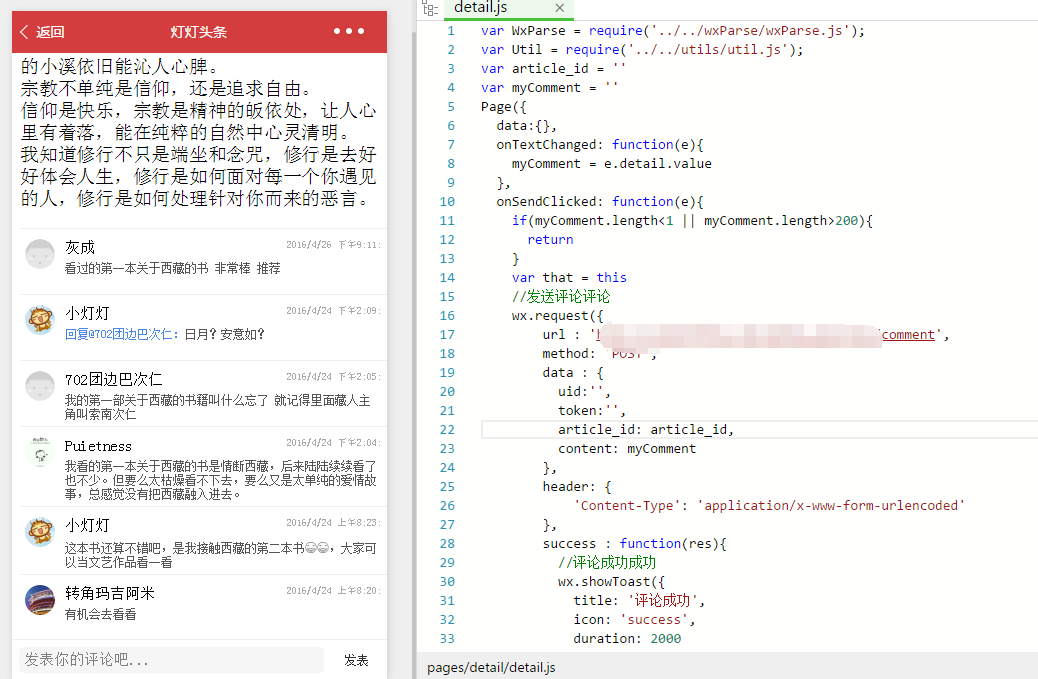 返回
灯灯头条
的小溪依旧能沁人心脾。
宗教不单纯是信仰，还是追求自由。
信仰是快乐，宗教是精神的皈依处，让人心
里有着落，能在纯粹的自然中心灵清明。
我知道修行不只是端坐和念咒，修行是去好
好体会人生，修行是如何面对每一个你遇见
的人，修行是如何处理针对你而来的恶言。
灰成
2016/4/26 下午9:11:
看过的第一本关于西藏的书 非常棒 推荐
小灯灯
2016/4/24 下午2:09:
回复@702团边巴次仁：日月？安意如？
702团边巴次仁
2016/4/24 下午2:05:
我的第一部关于西藏的书籍叫什么忘了 就记得里面藏人主
角叫索南次仁
Puietness
2016/4/24 下午2:04:
我看的第一本关于西藏的书是情断西藏，后来陆陆续续看了
也不少。但要么太枯燥看不下去，要么又是太单纯的爱情故
事，总感觉没有把西藏融入进去。
小灯灯
2016/4/24 上午8:23:
这本书还算不错吧，是我接触西藏的第二本书😂😂，大家可
以当文艺作品看一看
转角玛吉阿米
2016/4/24 上午8:20:
有机会去看看
发表你的评论吧...
发表
detail.js
1 var WxParse = require('../../wxParse/wxParse.js');
2 var Util = require('../../utils/util.js');
3 var article_id = ''
4 var myComment = ''
5 Page({
6 data:{},
7 onTextChanged: function(e){
8 myComment = e.detail.value
9 },
10 onSendClicked: function(e){
11 if(myComment.length<1 || myComment.length>200){
12 return
13 }
14 var that = this
15 //发送评论评论
16 wx.request({
17 url : 'h comment',
18 method: 'POST',
19 data : {
20 uid:'',
21 token:'',
22 article_id: article_id,
23 content: myComment
24 },
25 header: {
26 'Content-Type': 'application/x-www-form-urlencoded'
27 },
28 success : function(res){
29 //评论成功成功
30 wx.showToast({
31 title: '评论成功',
32 icon: 'success',
33 duration: 2000
pages/detail/detail.js